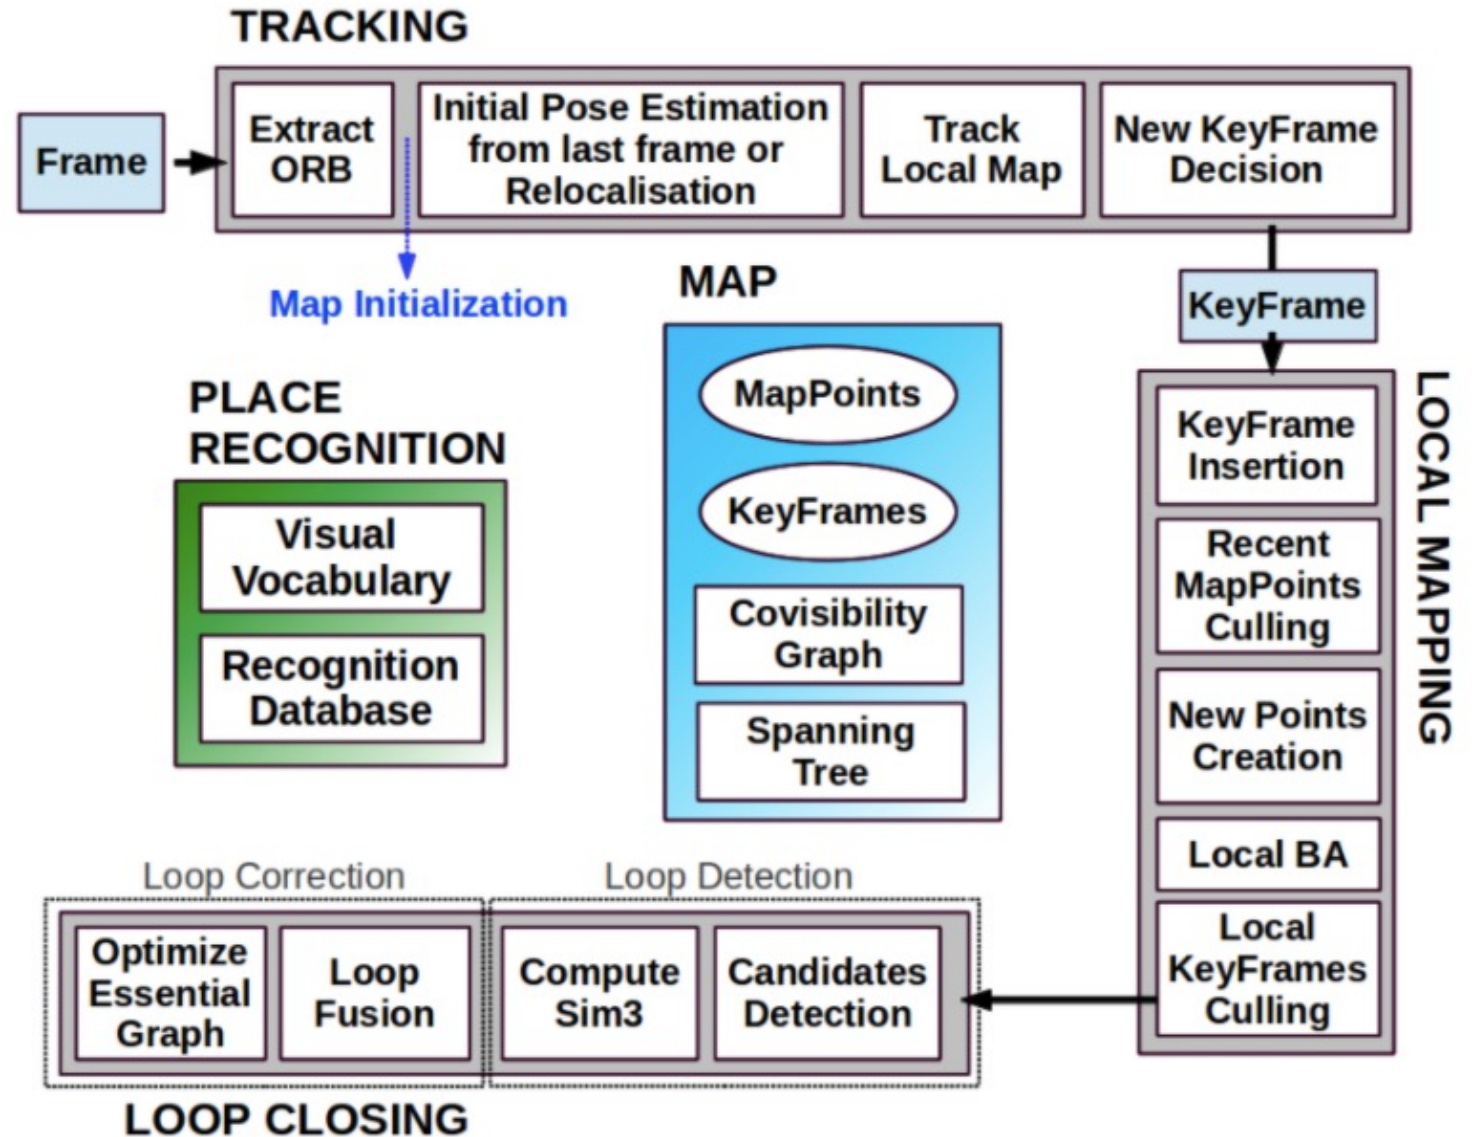 TRACKING
Frame
Extract
ORB
Initial Pose Estimation
from last frame or
Relocalisation
Track
Local Map
New KeyFrame
Decision
Map Initialization
MAP
KeyFrame
PLACE
RECOGNITION
Visual
Vocabulary
Recognition
Database
MapPoints
KeyFrames
Covisibility
Graph
Spanning
Tree
LOCAL MAPPING
KeyFrame
Insertion
Recent
MapPoints
Culling
New Points
Creation
Local BA
Local
KeyFrames
Culling
Loop Correction
Loop Detection
Optimize
Essential
Graph
Loop
Fusion
Compute
Sim3
Candidates
Detection
LOOP CLOSING